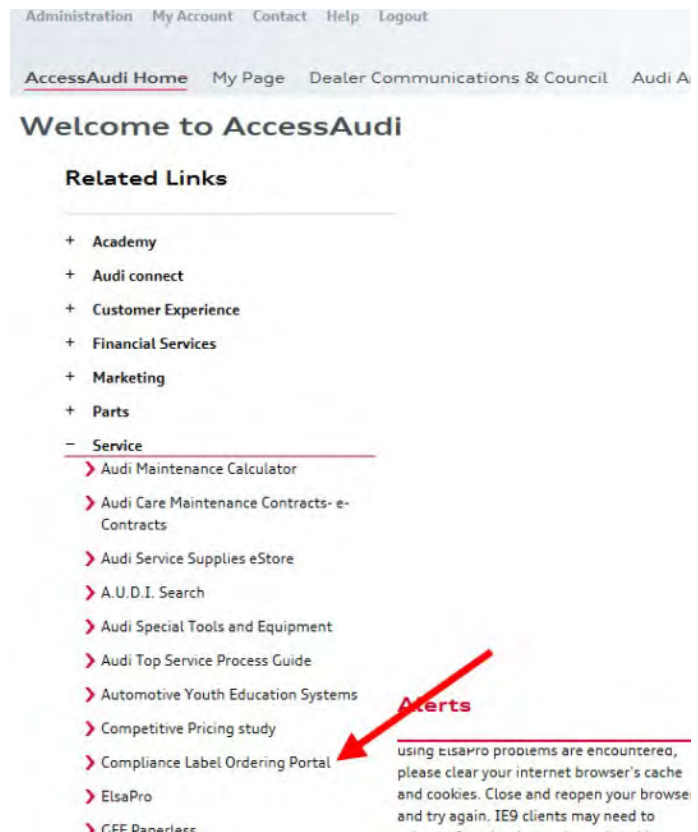 Administration My Account Contact Help Logout
AccessAudi Home My Page Dealer Communications & Council Audi
Welcome to AccessAudi
Related Links
+ Academy
+ Audi connect
+ Customer Experience
+ Financial Services
+ Marketing
+ Parts
− Service
Audi Maintenance Calculator
Audi Care Maintenance Contracts- e-
Contracts
Audi Service Supplies eStore
A.U.D.I. Search
Audi Special Tools and Equipment
Audi Top Service Process Guide
Automotive Youth Education Systems
Competitive Pricing study
Compliance Label Ordering Portal
ElsaPro
Paperless
Alerts
using ElsaPro problems are encountered,
please clear your internet browser's cache
and cookies. Close and reopen your browser
and try again. IE9 clients may need to